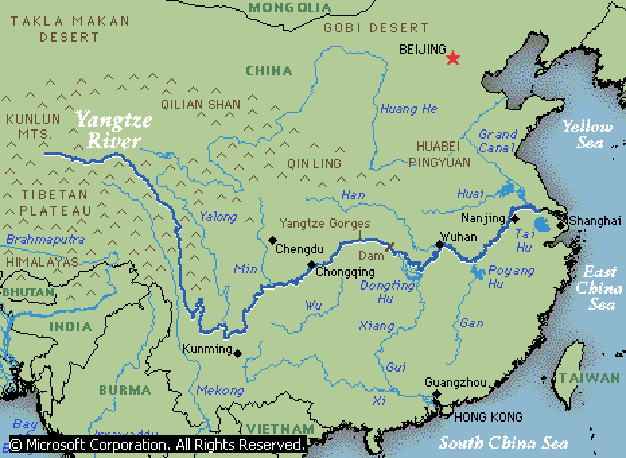 MONGOLIA
TAKLA MAKAN
DESERT
GOBI DESERT
BEIJING
CHINA
QILIAN SHAN
Huang He
KUNLUN
MTS.
Yangtze
River
Grand
Canal
Yellow
Sea
HUABEI
PINGYUAN
QIN LING
TIBETAN
PLATEAU
Han
Huai
Yalong
Yangtze Gorges
Nanjing
Shanghai
Brahmaputra
Chengdu
Wuhan
Tai
Hu
Dam
HIMALAYAS
Min
Chongqing
Poyang
Hu
East
China
Sea
BHUTAN
Dongting
Hu
Wu
INDIA
Xiang
Gan
Kunming
Gui
TAIWAN
BURMA
Mekong
Guangzhou
Xi
HONG KONG
VIETNAM
Bay
South China Sea
© Microsoft Corporation. All Rights Reserved.